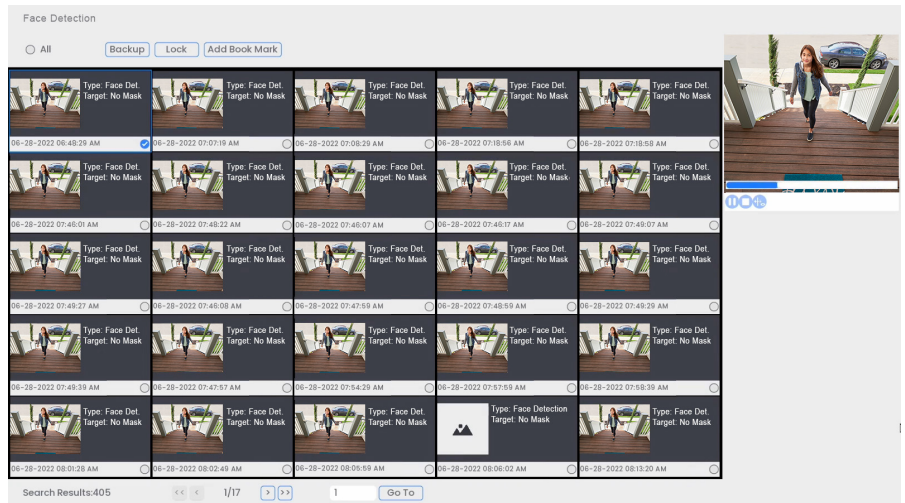 Face Detection
All
Backup
Lock
Add Book Mark
Type: Face Det.
Target: No Mask
Type: Face Det.
Target: No Mask
Type: Face Det.
Target: No Mask
Type: Face Det.
Target: No Mask
Type: Face Det.
Target: No Mask
06-28-2022 06:48:29 AM
06-28-2022 07:07:19 AM
06-28-2022 07:08:29 AM
06-28-2022 07:18:56 AM
06-28-2022 07:18:58 AM
Type: Face Det.
Target: No Mask
Type: Face Det.
Target: No Mask
Type: Face Det.
Target: No Mask
Type: Face Det.
Target: No Mask
Type: Face Det.
Target: No Mask
06-28-2022 07:46:01 AM
06-28-2022 07:48:22 AM
06-28-2022 07:46:07 AM
06-28-2022 07:46:17 AM
06-28-2022 07:49:07 AM
Type: Face Det.
Target: No Mask
Type: Face Det.
Target: No Mask
Type: Face Det.
Target: No Mask
Type: Face Det.
Target: No Mask
Type: Face Det.
Target: No Mask
06-28-2022 07:49:27 AM
06-28-2022 07:46:08 AM
06-28-2022 07:47:59 AM
06-28-2022 07:48:59 AM
06-28-2022 07:49:29 AM
Type: Face Det.
Target: No Mask
Type: Face Det.
Target: No Mask
Type: Face Det.
Target: No Mask
Type: Face Det.
Target: No Mask
Type: Face Det.
Target: No Mask
06-28-2022 07:49:39 AM
06-28-2022 07:47:57 AM
06-28-2022 07:54:29 AM
06-28-2022 07:57:59 AM
06-28-2022 07:58:39 AM
Type: Face Det.
Target: No Mask
Type: Face Det.
Target: No Mask
Type: Face Det.
Target: No Mask
Type: Face Detection
Target: No Mask
Type: Face Det.
Target: No Mask
06-28-2022 08:01:28 AM
06-28-2022 08:02:49 AM
06-28-2022 08:05:59 AM
06-28-2022 08:06:02 AM
06-28-2022 08:13:20 AM
Search Results:405
<< < 1/17 > >> 1 Go To